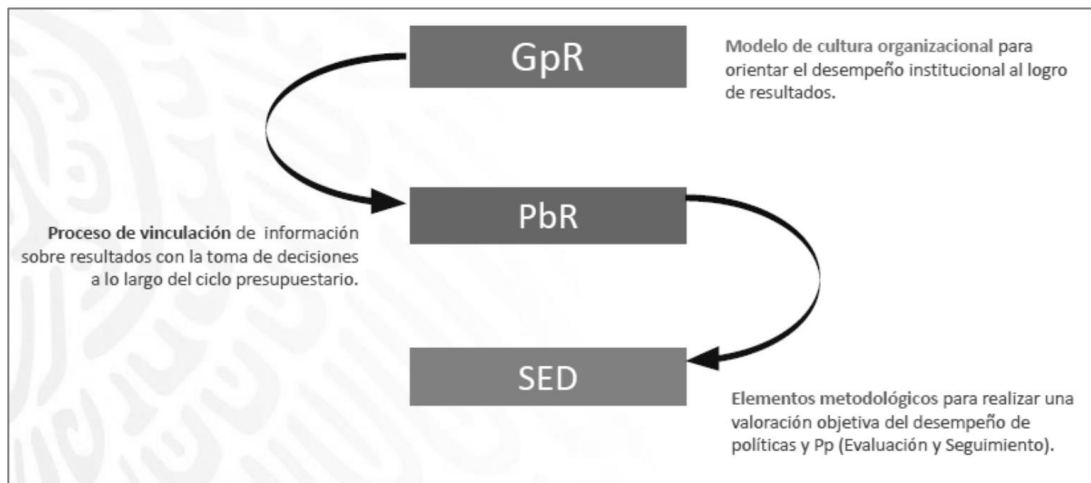 GpR
Modelo de cultura organizacional para
orientar el desempeño institucional al logro
de resultados.
PbR
Proceso de vinculación de información
sobre resultados con la toma de decisiones
a lo largo del ciclo presupuestario.
SED
Elementos metodológicos para realizar una
valoración objetiva del desempeño de
políticas y Pp (Evaluación y Seguimiento).